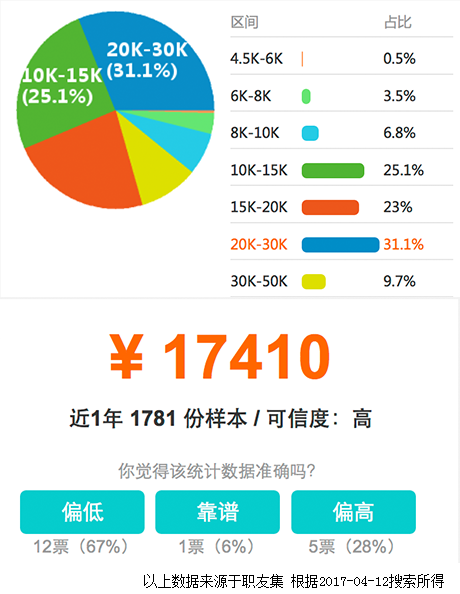 20K-30K
(31.1%)
10K-15K
(25.1%)
区间 占比
4.5K-6K 0.5%
6K-8K 3.5%
8K-10K 6.8%
10K-15K 25.1%
15K-20K 23%
20K-30K 31.1%
30K-50K 9.7%
¥ 17410
近1年 1781 份样本 / 可信度：高
你觉得该统计数据准确吗?
偏低 靠谱 偏高
12票（67%） 1票（6%） 5票（28%）
以上数据来源于职友集 根据2017-04-12搜索所得